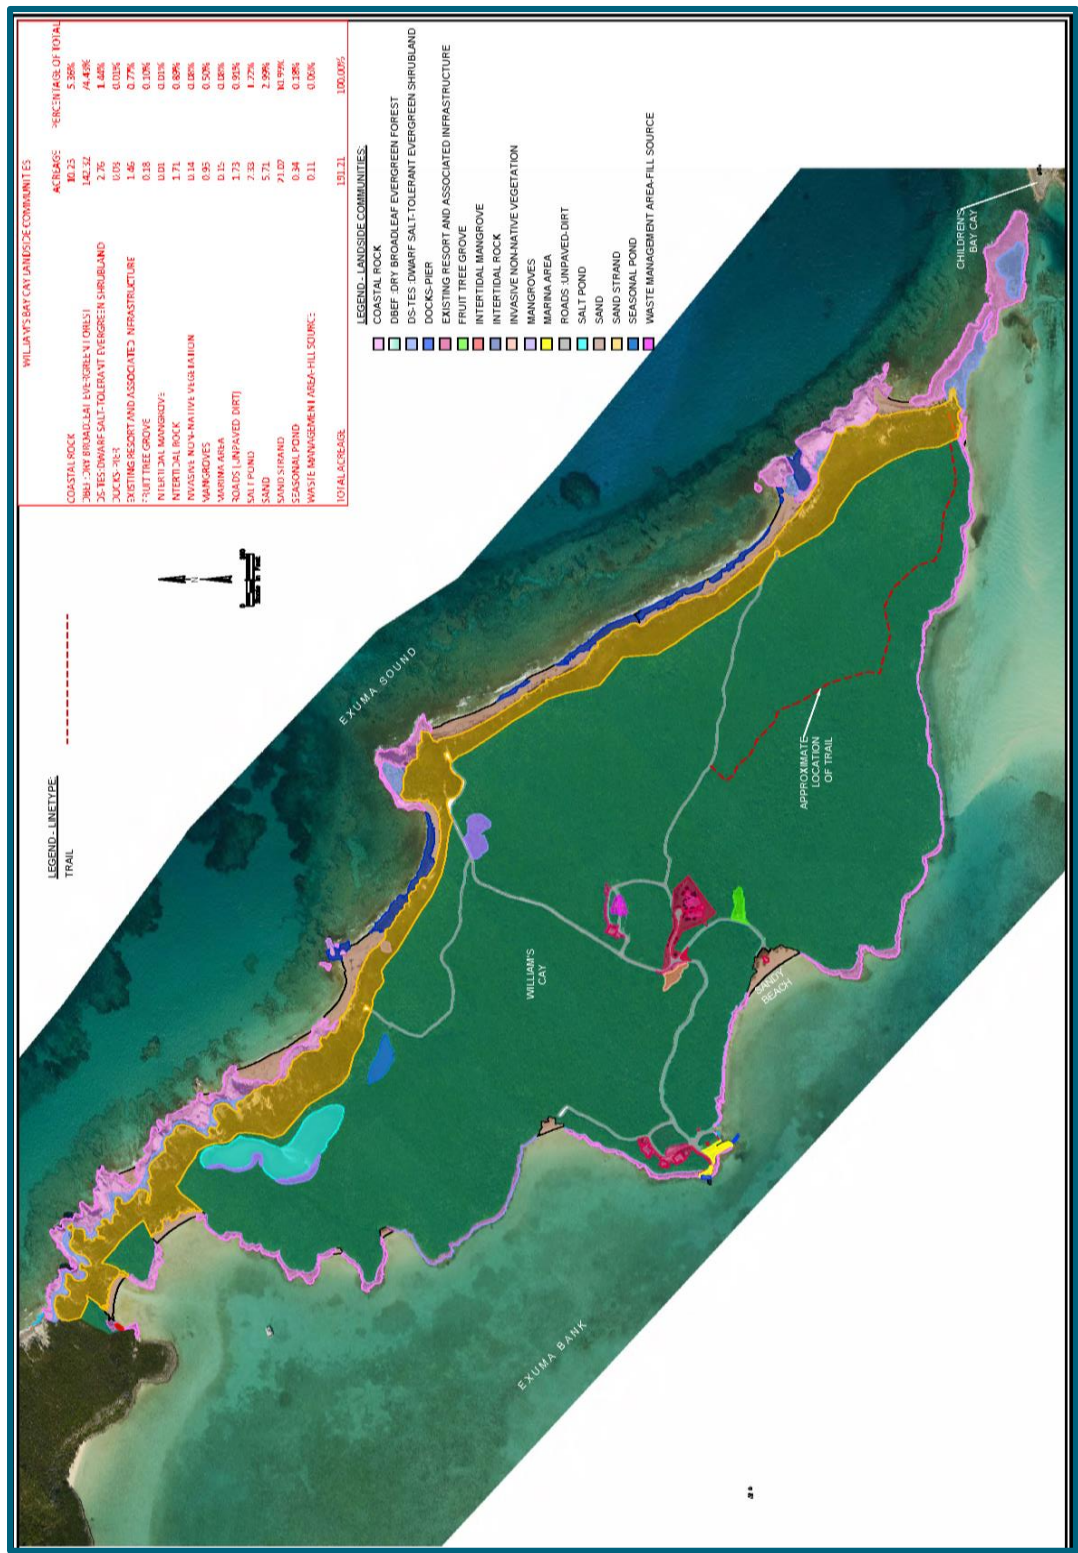 WILLIAM'S BAY CAY LANDSIDE COMMUNITIES
ACREAGE PERCENTAGE OF TOTAL
COASTAL ROCK 10.25 5.36%
DBEF :DRY BROADLEAF EVERGREEN FOREST 142.32 74.43%
DS-TES:DWARF SALT-TOLERANT EVERGREEN SHRUBLAND 2.76 1.44%
DOCKS-PIER 0.03 0.01%
EXISTING RESORT AND ASSOCIATED INFRASTRUCTURE 1.46 0.77%
FRUIT TREE GROVE 0.18 0.10%
INTERTIDAL MANGROVE 0.01 0.01%
INTERTIDAL ROCK 1.71 0.89%
INVASIVE NON-NATIVE VEGETATION 0.14 0.08%
MANGROVES 0.95 0.50%
MARINA AREA 0.15 0.08%
ROADS (UNPAVED DIRT) 1.73 0.91%
SALT POND
SAND 5.71 2.99%
SAND STRAND
SEASONAL POND 0.34 0.18%
WASTE MANAGEMENT AREA-FILL SOURCE 0.11 0.06%
TOTAL ACREAGE 191.21 100.00%
LEGEND - LANDSIDE COMMUNITIES:
COASTAL ROCK
DBEF :DRY BROADLEAF EVERGREEN FOREST
DS-TES :DWARF SALT-TOLERANT EVERGREEN SHRUBLAND
DOCKS-PIER
EXISTING RESORT AND ASSOCIATED INFRASTRUCTURE
FRUIT TREE GROVE
INTERTIDAL MANGROVE
INTERTIDAL ROCK
INVASIVE NON-NATIVE VEGETATION
MANGROVES
MARINA AREA
ROADS :UNPAVED-DIRT
SALT POND
SAND
SAND STRAND
SEASONAL POND
WASTE MANAGEMENT AREA-FILL SOURCE
LEGEND - LINETYPE:
TRAIL
N
EXUMA SOUND
CHILDREN'S
BAY CAY
APPROXIMATE
LOCATION
OF TRAIL
WILLIAM'S
CAY
SANDY
BEACH
EXUMA BANK